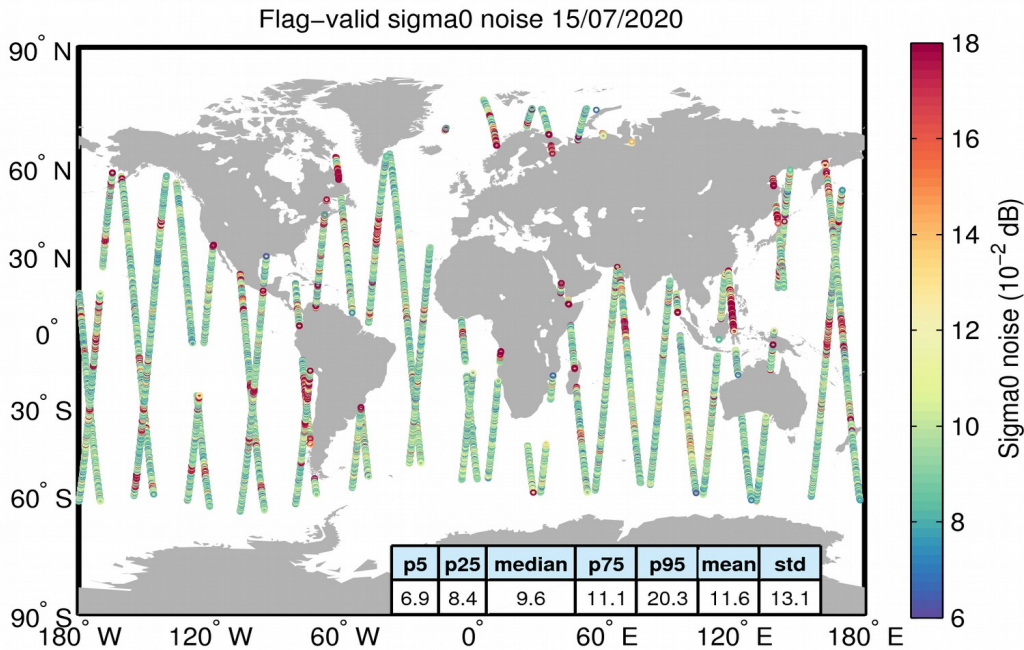 Flag−valid sigma0 noise 15/07/2020
90° N
60° N
30° N
0°
30° S
60° S
90° S
180° W 120° W 60° W 0° 60° E 120° E 180° E
p5 p25 median p75 p95 mean std
6.9 8.4 9.6 11.1 20.3 11.6 13.1
18
16
14
12
10
8
6
Sigma0 noise (10⁻² dB)